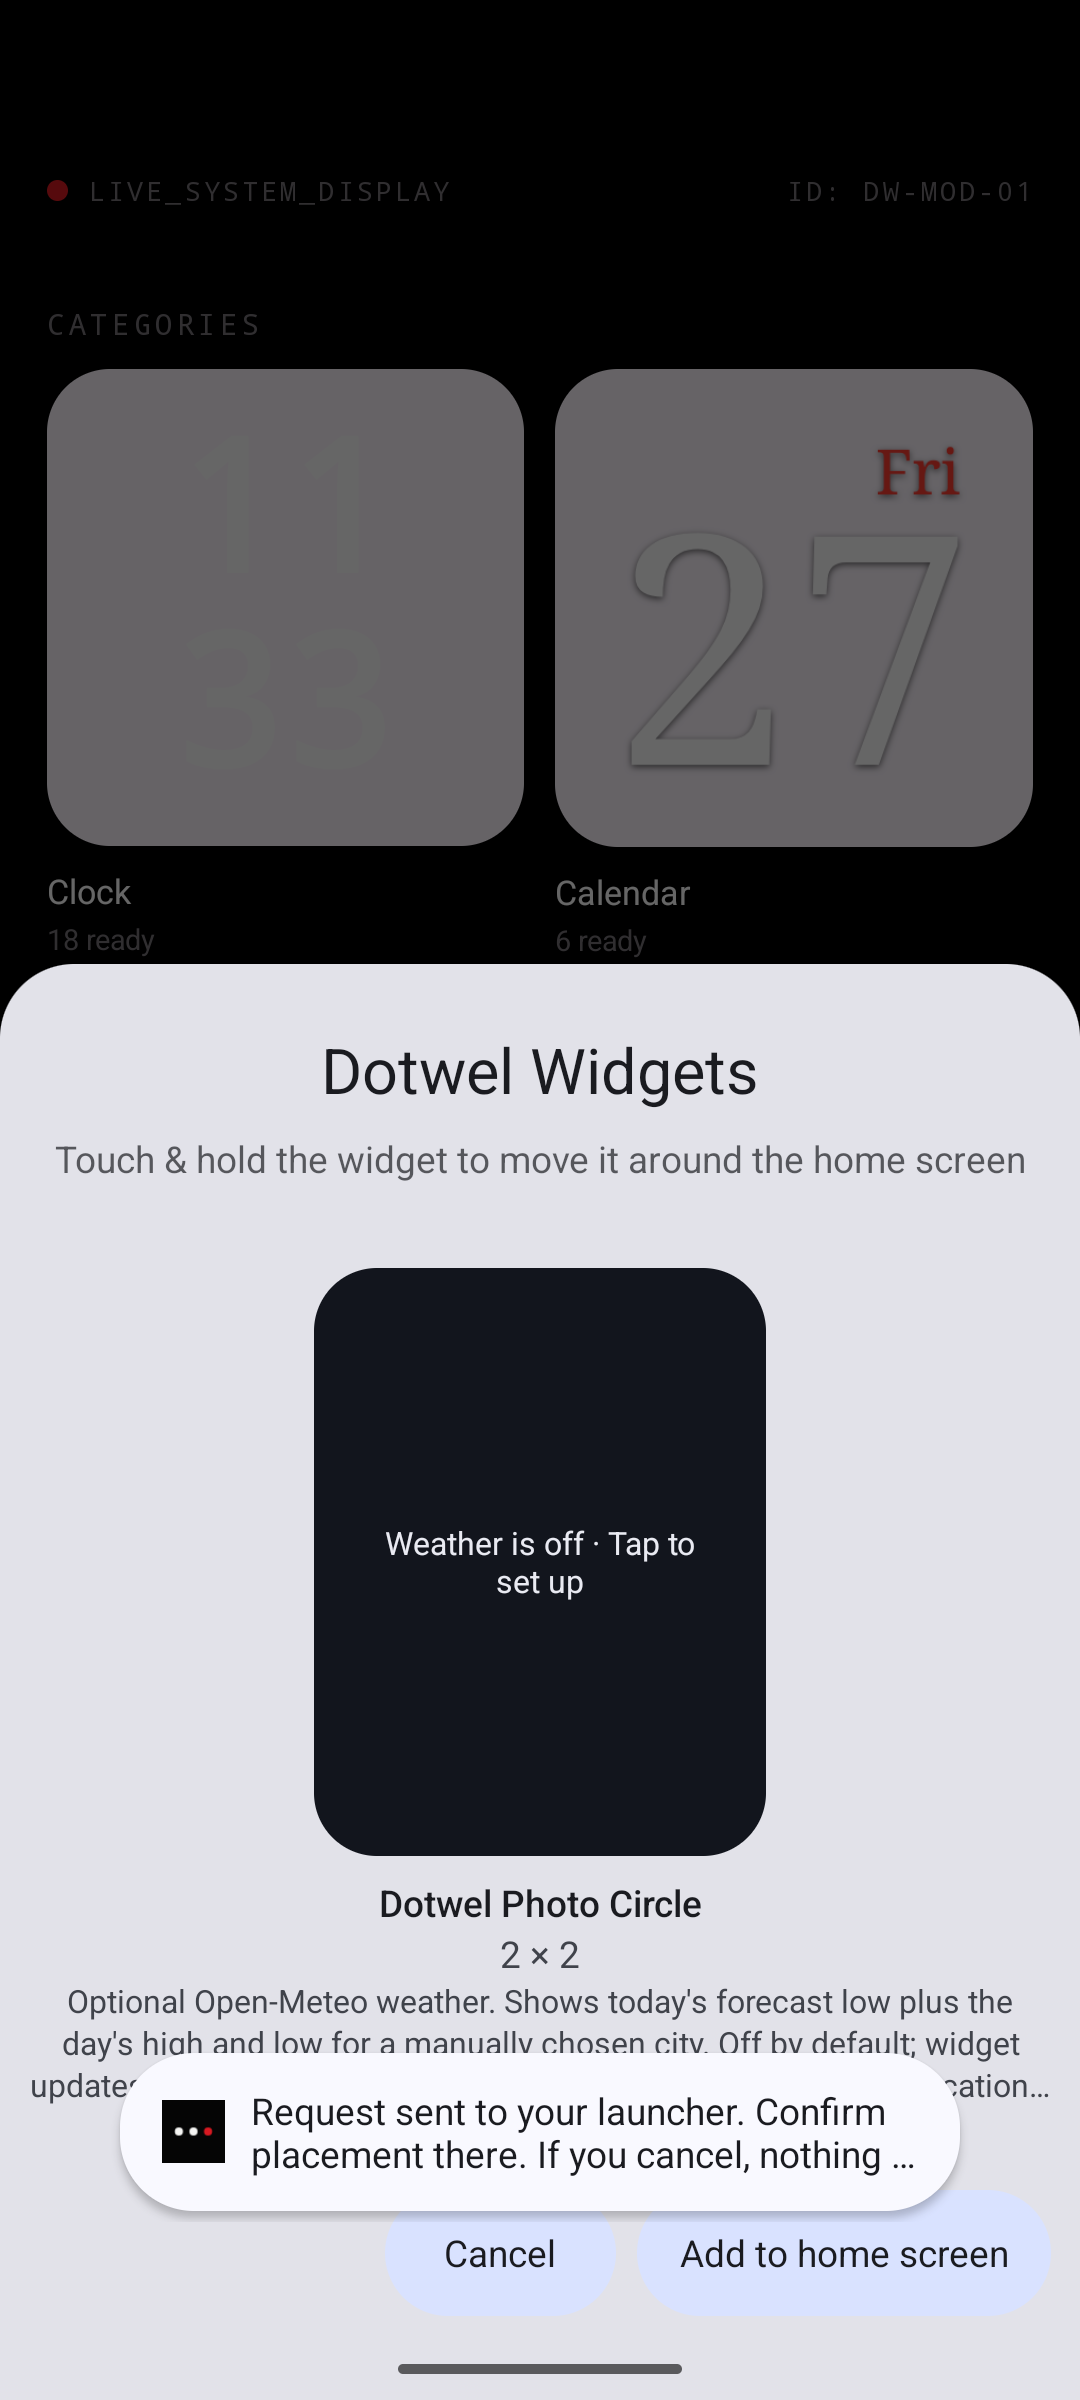 LIVE_SYSTEM_DISPLAY
ID: DW-MOD-01
CATEGORIES
11
33
Fri
27
Clock
18 ready
Calendar
6 ready
Dotwel Widgets
Touch & hold the widget to move it around the home screen
Weather is off · Tap to
set up
Dotwel Photo Circle
2 × 2
Optional Open-Meteo weather. Shows today's forecast low plus the
day's high and low for a manually chosen city. Off by default; widget
Request sent to your launcher. Confirm
placement there. If you cancel, nothing …
Cancel
Add to home screen